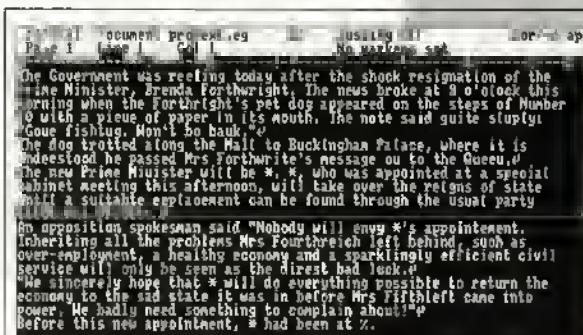 Page 1 Line 1 Col 1 No markers set
The Government was reeling today after the shock resignation of the
Prime Minister, Brenda Forthwright. The news broke at 9 o'clock this
morning when the Forthright's pet dog appeared on the steps of Number
10 with a piece of paper in its mouth. The note said quite simply:
"Gone fishing. Won't be back."↵
The dog trotted along the Mall to Buckingham Palace, where it is
understood he passed Mrs Forthwrite's message on to the Queen.↵
The new Prime Minister will be *, *, who was appointed at a special
cabinet meeting this afternoon, will take over the reigns of state
until a suitable replacement can be found through the usual party
An opposition spokesman said "Nobody will envy *'s appointement.
Inheriting all the problems Mrs Fourthreich left behind, such as
over-employment, a healthy economy and a sparklingly efficient civil
service will only be seen as the direst bad luck.↵
"We sincerely hope that * will do everything possible to return the
economy to the sad state it was in before Mrs Fifthleft came into
power. We badly need something to complain about!"↵
Before this new appointment, * had been at %.